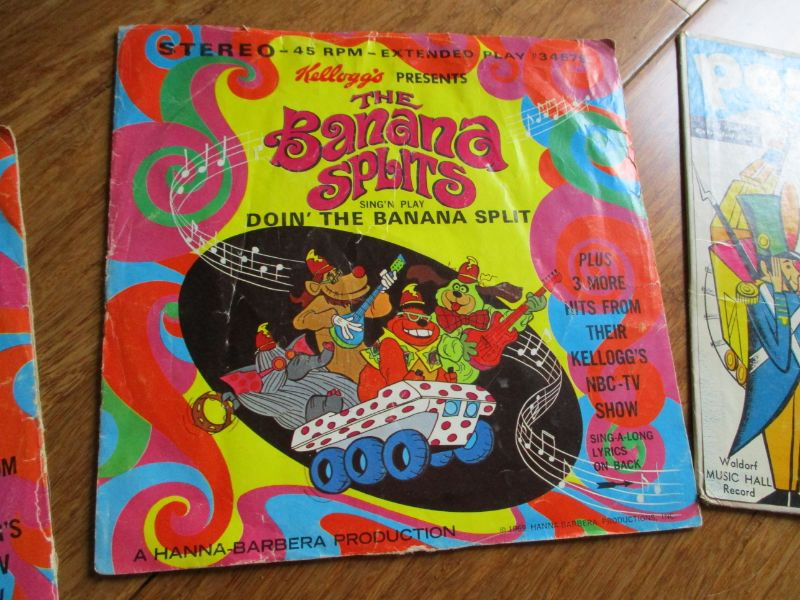 STEREO - 45 RPM - EXTENDED PLAY #34578
Kellogg's PRESENTS
THE
Banana
SPLITS
SING'N PLAY
DOIN' THE BANANA SPLIT
PLUS
3 MORE
HITS FROM
THEIR
KELLOGG'S
NBC-TV
SHOW
SING-A-LONG
LYRICS
ON BACK
© 1969 HANNA-BARBERA PRODUCTIONS, INC.
A HANNA-BARBERA PRODUCTION
Waldorf
MUSIC HALL
Record